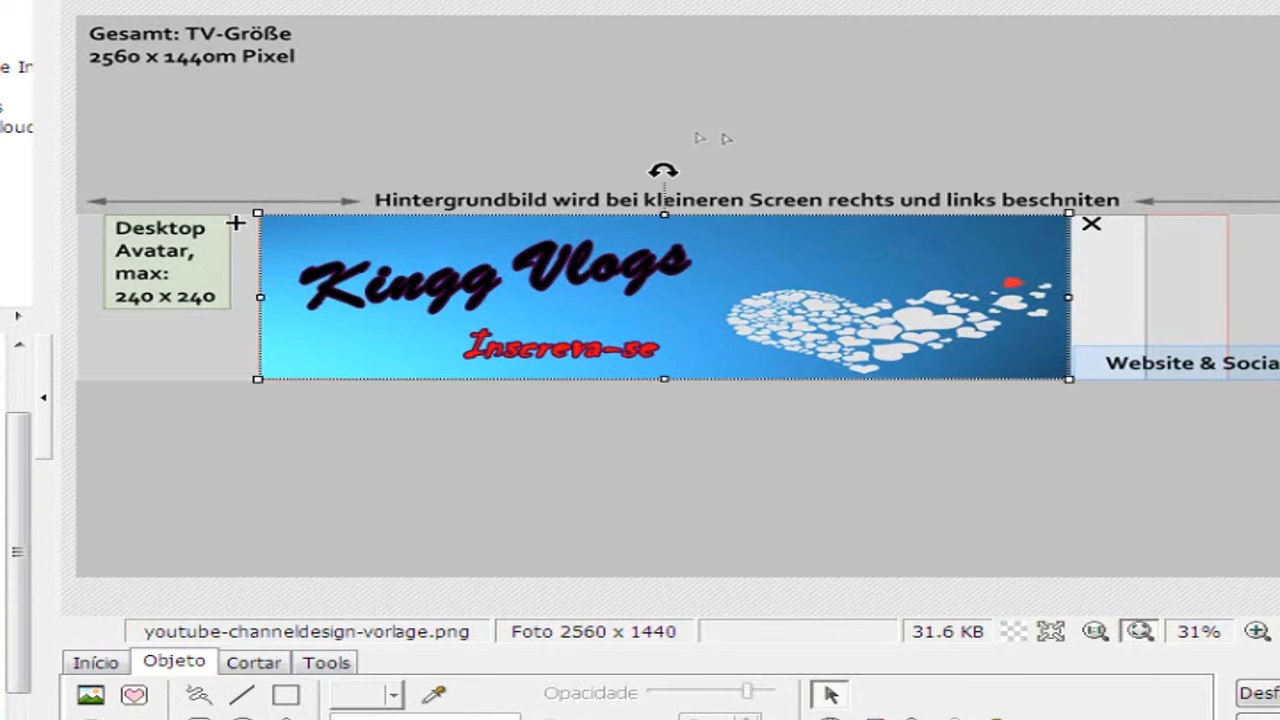 Gesamt: TV-Größe
2560 x 1440m Pixel
Hintergrundbild wird bei kleineren Screen rechts und links beschniten
Desktop
Avatar,
max:
240 x 240
Kingg Vlogs
Inscreva-se
Website & Socia
youtube-channeldesign-vorlage.png
Foto 2560 x 1440
31.6 KB
31%
Início
Objeto
Cortar
Tools
Opacidade
Desf